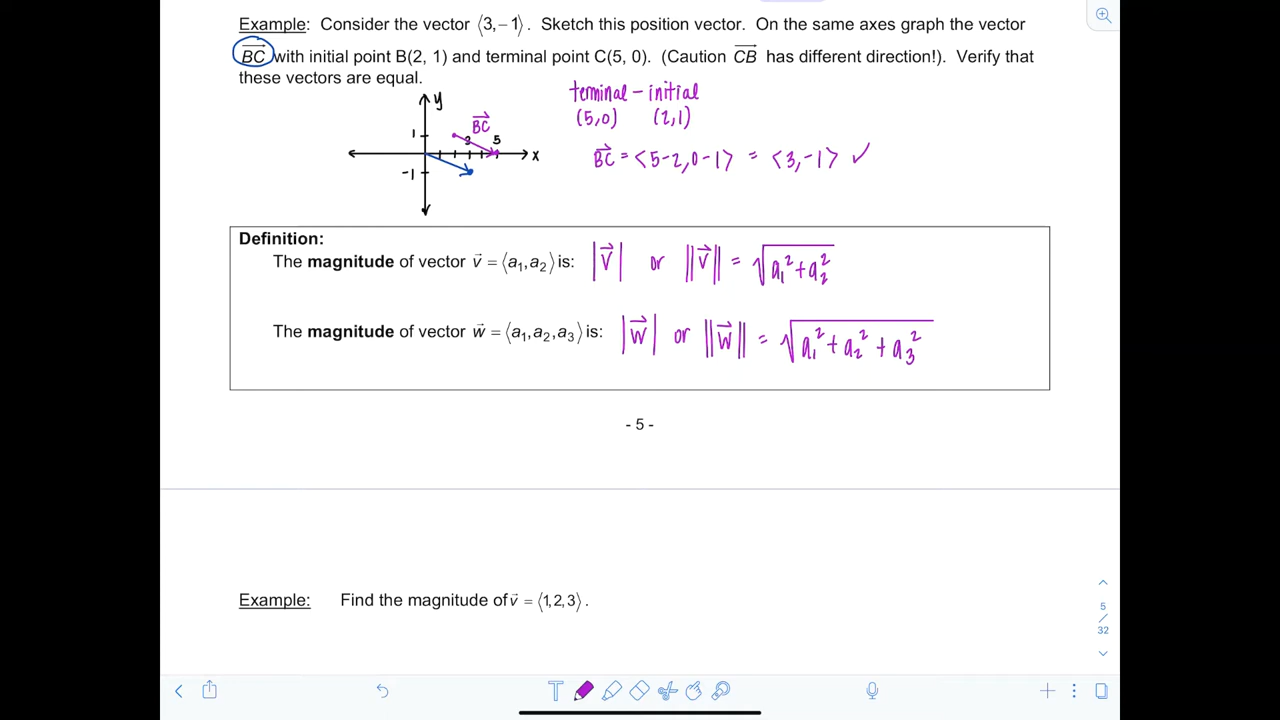 Example: Consider the vector ⟨3,−1⟩. Sketch this position vector. On the same axes graph the vector
BC⃗ with initial point B(2, 1) and terminal point C(5, 0). (Caution CB⃗ has different direction!). Verify that
these vectors are equal.
terminal − initial
(5,0) (2,1)
y
BC⃗
1
3
5
x
−1
BC⃗ = ⟨5−2, 0−1⟩ = ⟨3,−1⟩ ✓
Definition:
The magnitude of vector v⃗ = ⟨a₁,a₂⟩ is: |v⃗| or ||v⃗|| = √(a₁² + a₂²)
The magnitude of vector w⃗ = ⟨a₁,a₂,a₃⟩ is: |w⃗| or ||w⃗|| = √(a₁² + a₂² + a₃²)
- 5 -
Example: Find the magnitude of v⃗ = ⟨1,2,3⟩.
5
/
32
T